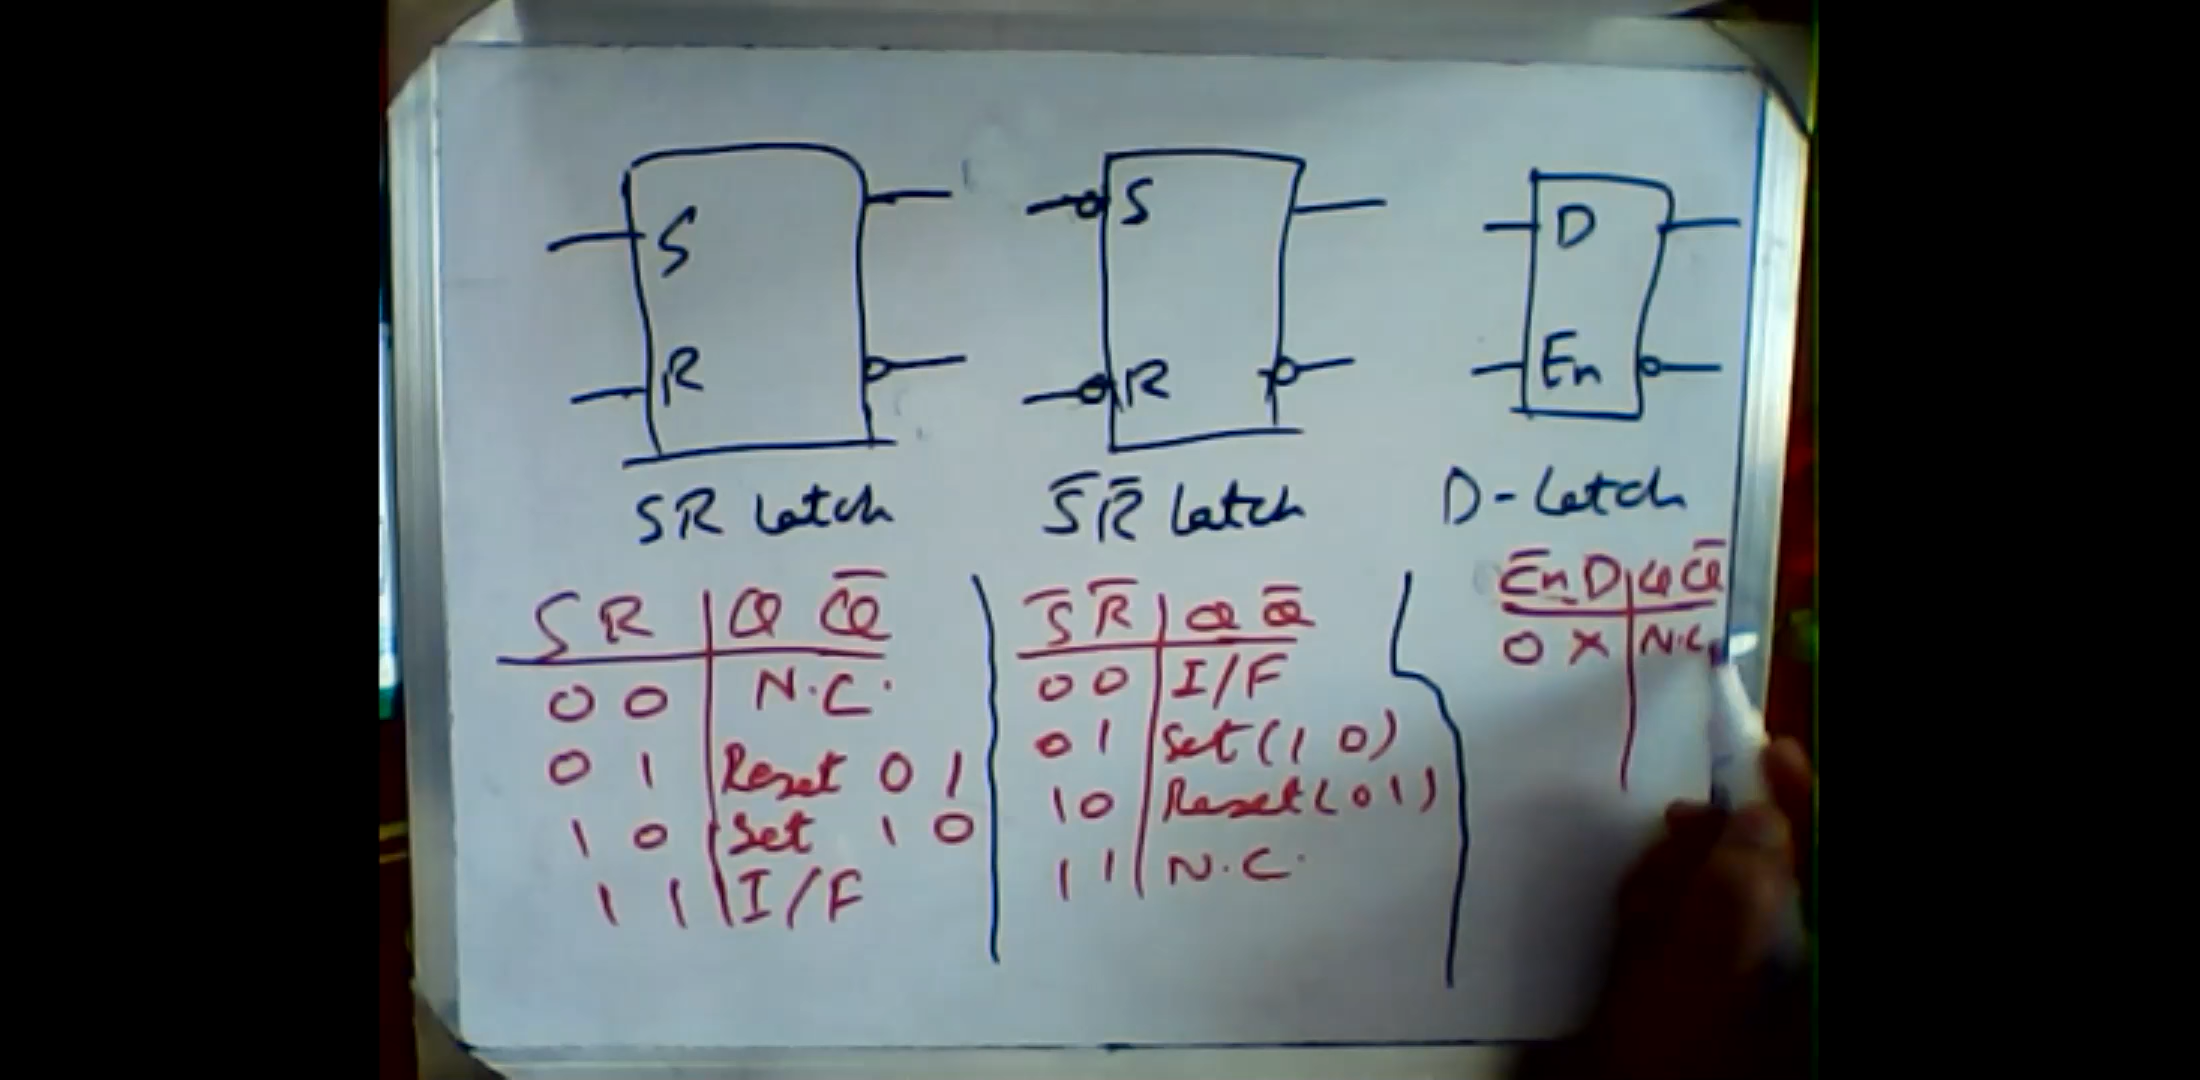 S
R
SR Latch
S R | Q Q̅
0 0 | N.C.
0 1 | Reset 0 1
1 0 | Set 1 0
1 1 | I/F
S
R
S̅ R̅ Latch
S̅ R̅ | Q Q̅
0 0 | I/F
0 1 | Set (1 0)
1 0 | Reset (0 1)
1 1 | N.C.
D
En
D-Latch
En D | Q Q̅
0 X | N.C.